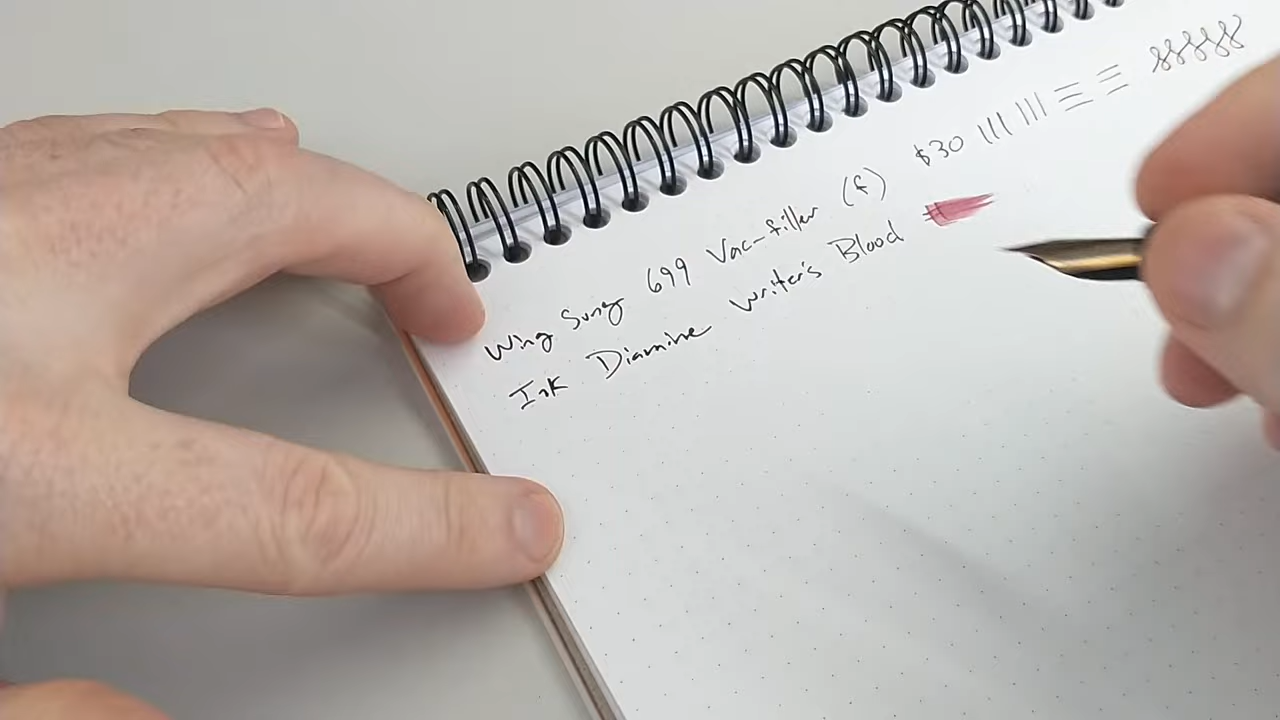 Wing Sung 699 Vac-filler (f) $30
Ink Diamine Writer's Blood